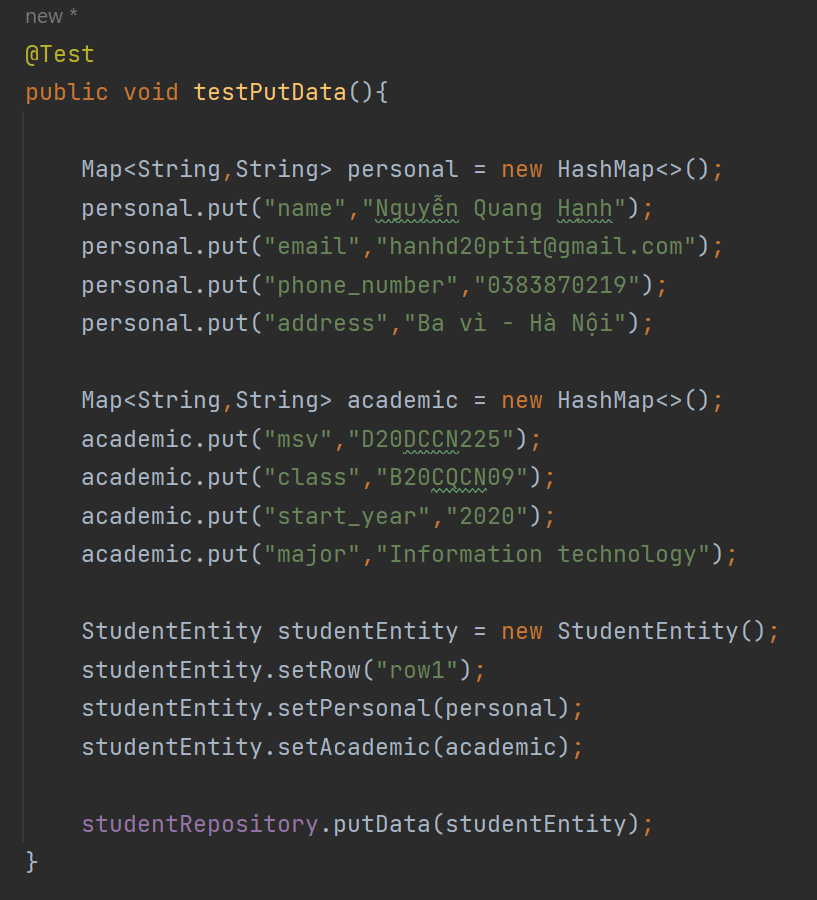 new *
@Test
public void testPutData(){
Map<String,String> personal = new HashMap<>();
personal.put("name","Nguyễn Quang Hạnh");
personal.put("email","hanhd20ptit@gmail.com");
personal.put("phone_number","0383870219");
personal.put("address","Ba vì - Hà Nội");
Map<String,String> academic = new HashMap<>();
academic.put("msv","D20DCCN225");
academic.put("class","B20CQCN09");
academic.put("start_year","2020");
academic.put("major","Information technology");
StudentEntity studentEntity = new StudentEntity();
studentEntity.setRow("row1");
studentEntity.setPersonal(personal);
studentEntity.setAcademic(academic);
studentRepository.putData(studentEntity);
}